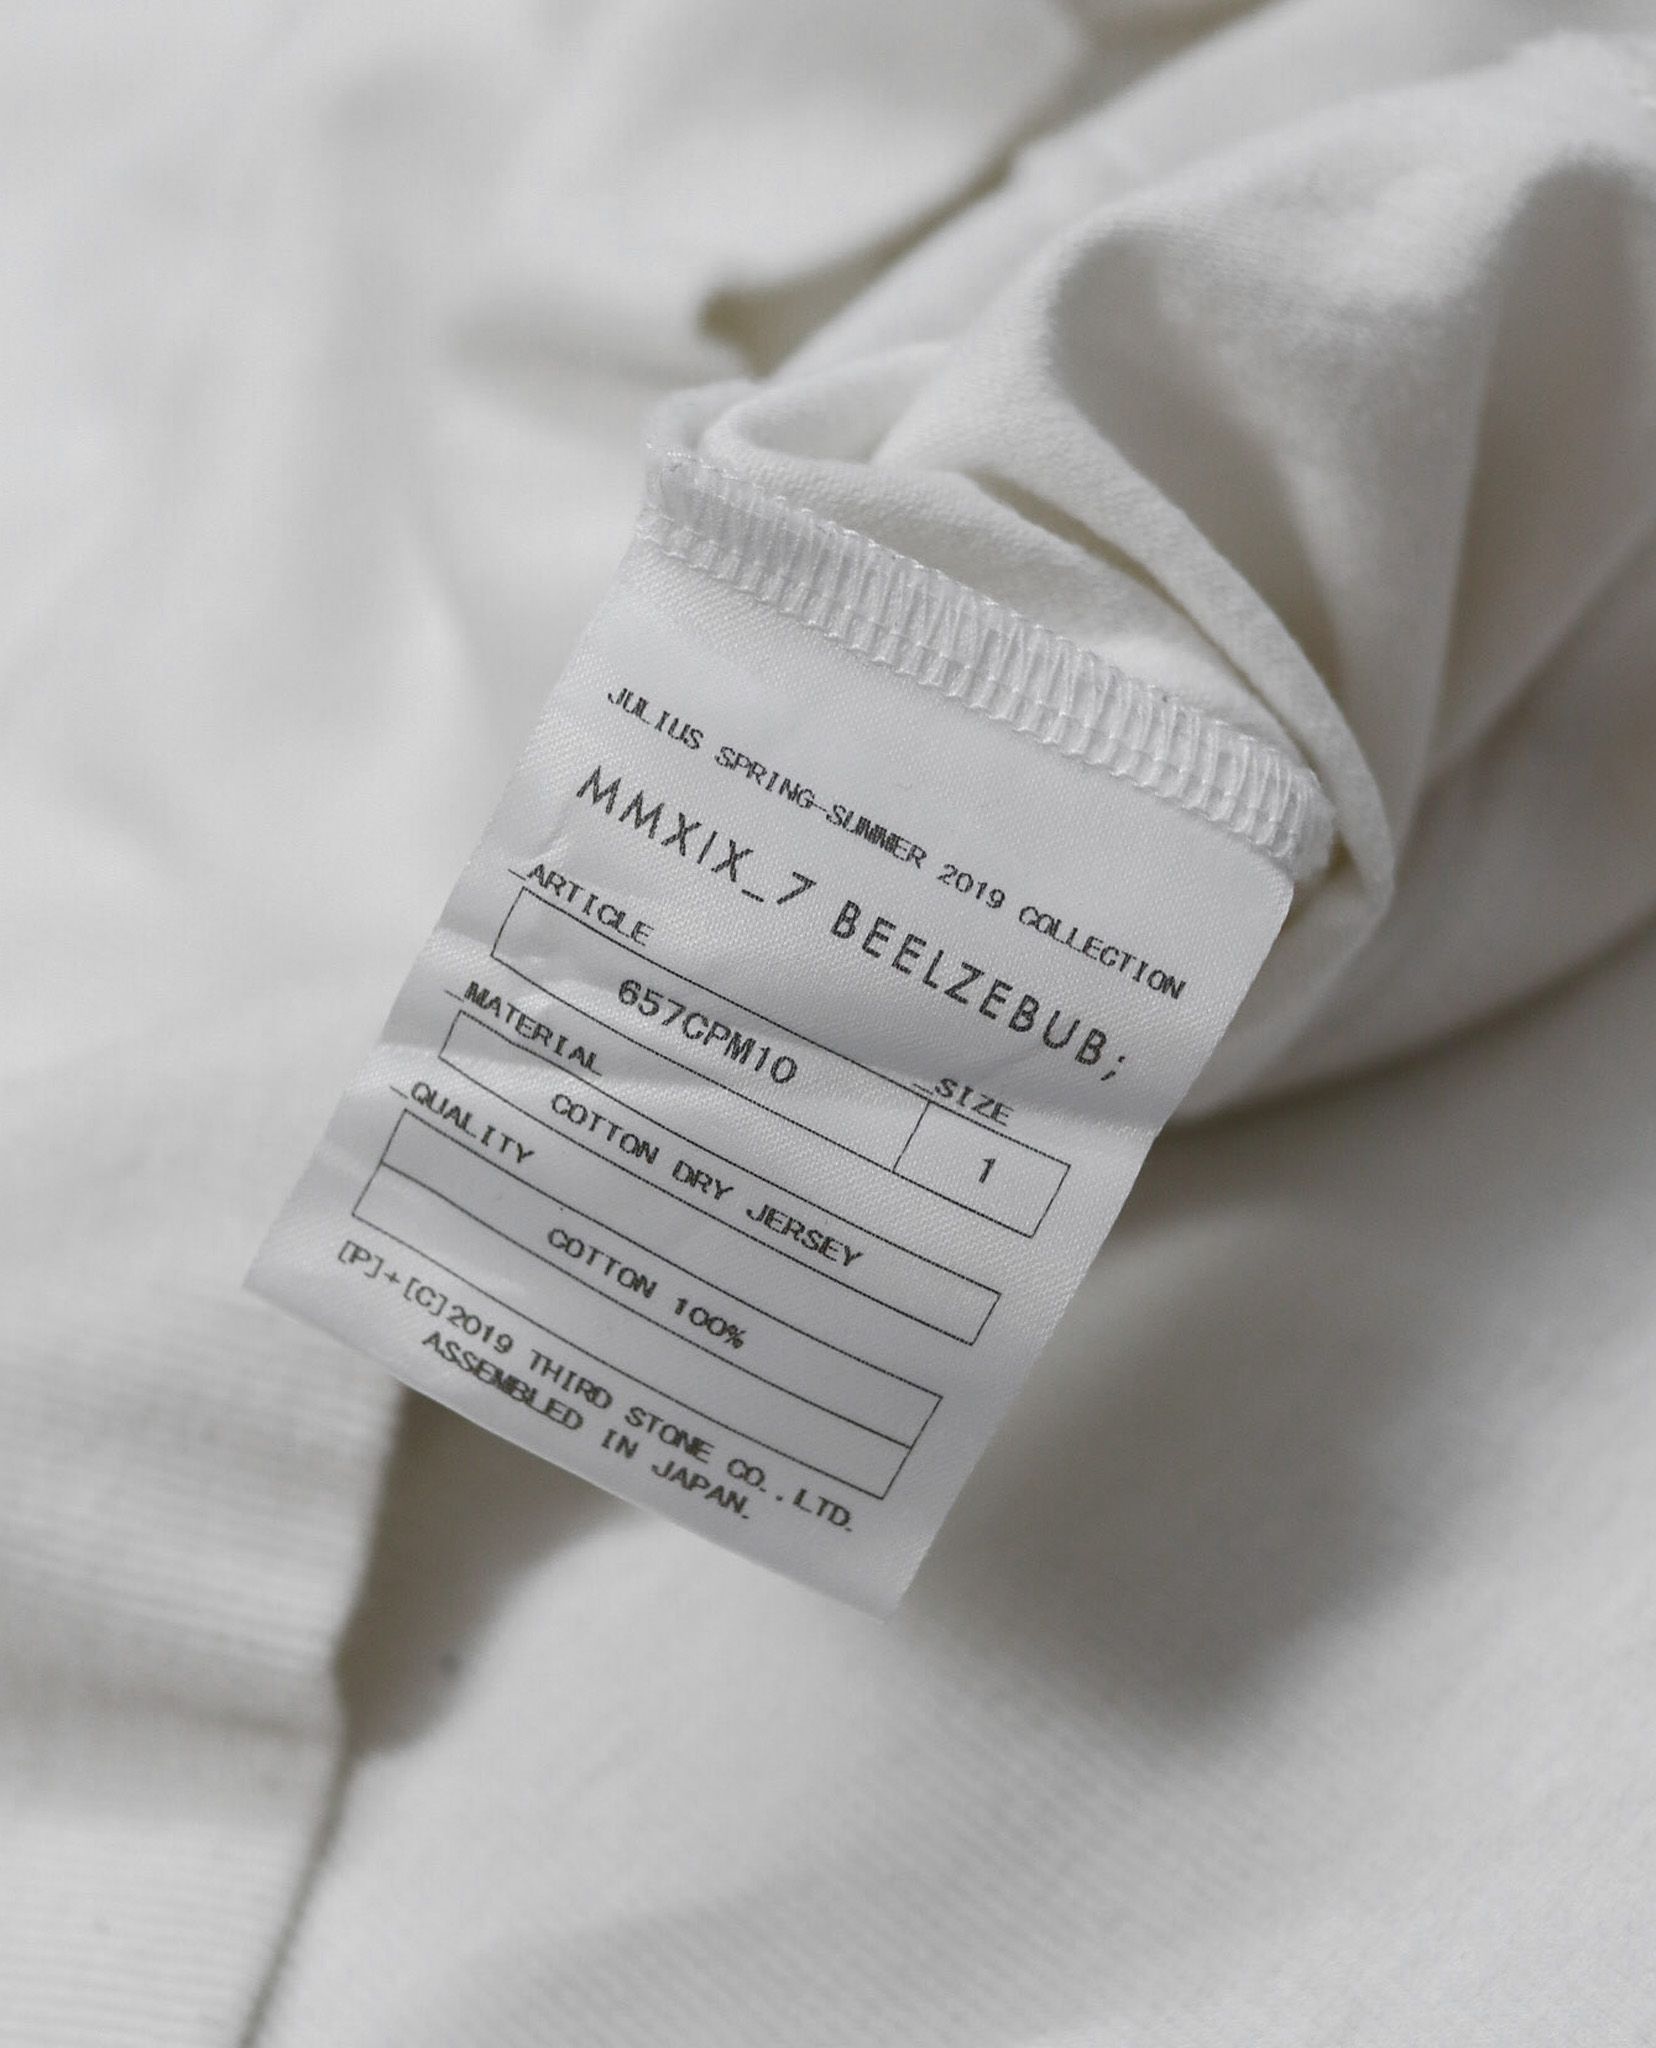 JULIUS SPRING-SUMMER 2019 COLLECTION
MMXIX_7 BEELZEBUB;
_ARTICLE
_SIZE
657CPM10
1
_MATERIAL
COTTON DRY JERSEY
_QUALITY
COTTON 100%
[P]+[C]2019 THIRD STONE CO.,LTD.
ASSEMBLED IN JAPAN.